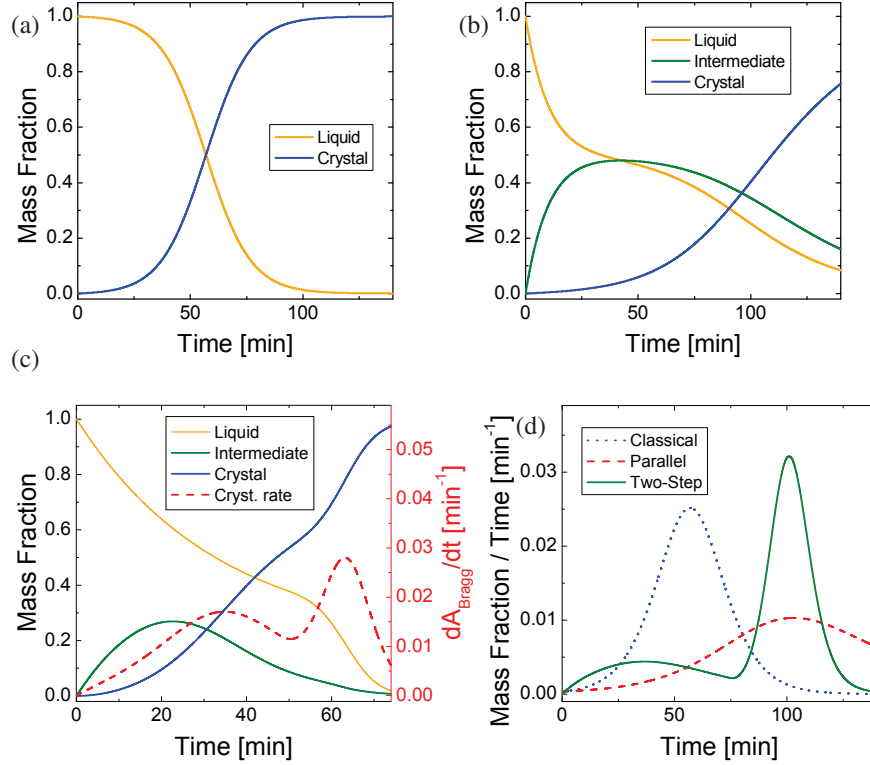 (a)
1.0
0.8
0.6
0.4
0.2
0.0
Mass Fraction
Liquid
Crystal
0
50
100
Time [min]
(b)
1.0
0.8
0.6
0.4
0.2
0.0
Mass Fraction
Liquid
Intermediate
Crystal
0
50
100
Time [min]
(c)
1.0
0.8
0.6
0.4
0.2
0.0
Mass Fraction
Liquid
Intermediate
Crystal
Cryst. rate
0.05
0.04
0.03
0.02
0.01
0.00
dA_Bragg/dt [min⁻¹]
0
20
40
60
Time [min]
(d)
0.03
0.02
0.01
0.00
Mass Fraction / Time [min⁻¹]
Classical
Parallel
Two-Step
0
50
100
Time [min]